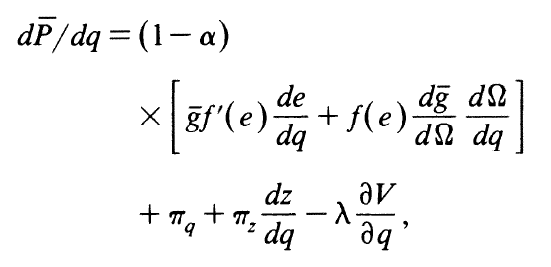 dP̄/dq = (1 − α)
× [ ḡf′(e) de/dq + f(e) dḡ/dΩ dΩ/dq ]
+ π_q + π_z dz/dq − λ ∂V/∂q ,